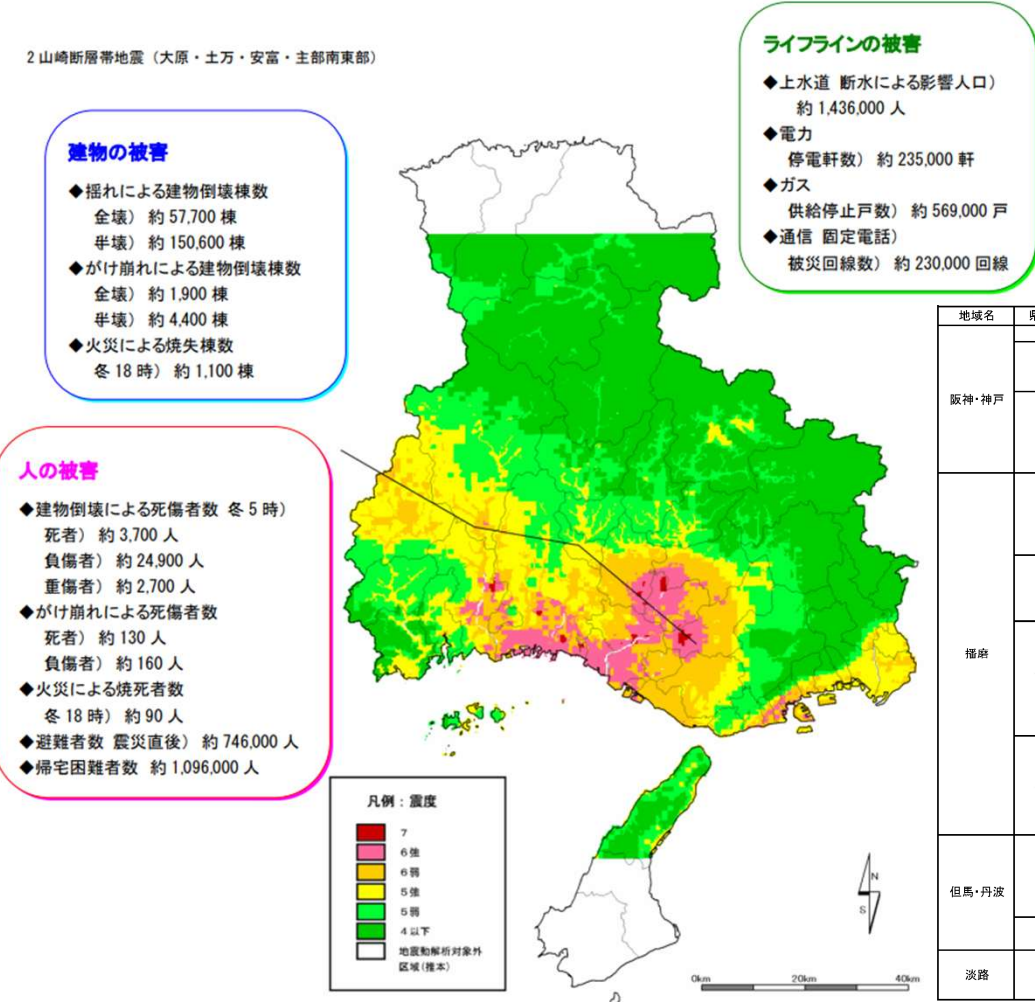 2 山崎断層帯地震（大原・土万・安富・主部南東部）
建物の被害
◆揺れによる建物倒壊棟数
全壊） 約 57,700 棟
半壊） 約 150,600 棟
◆がけ崩れによる建物倒壊棟数
全壊） 約 1,900 棟
半壊） 約 4,400 棟
◆火災による焼失棟数
冬 18 時） 約 1,100 棟
人の被害
◆建物倒壊による死傷者数 冬 5 時）
死者） 約 3,700 人
負傷者） 約 24,900 人
重傷者） 約 2,700 人
◆がけ崩れによる死傷者数
死者） 約 130 人
負傷者） 約 160 人
◆火災による焼死者数
冬 18 時） 約 90 人
◆避難者数 震災直後） 約 746,000 人
◆帰宅困難者数 約 1,096,000 人
ライフラインの被害
◆上水道 断水による影響人口）
約 1,436,000 人
◆電力
停電軒数） 約 235,000 軒
◆ガス
供給停止戸数） 約 569,000 戸
◆通信 固定電話）
被災回線数） 約 230,000 回線
凡例：震度
7
6強
6弱
5強
5弱
4以下
地震動解析対象外
区域(推本)
N
S
0km 20km 40km
地域名
阪神・神戸
播磨
但馬・丹波
淡路